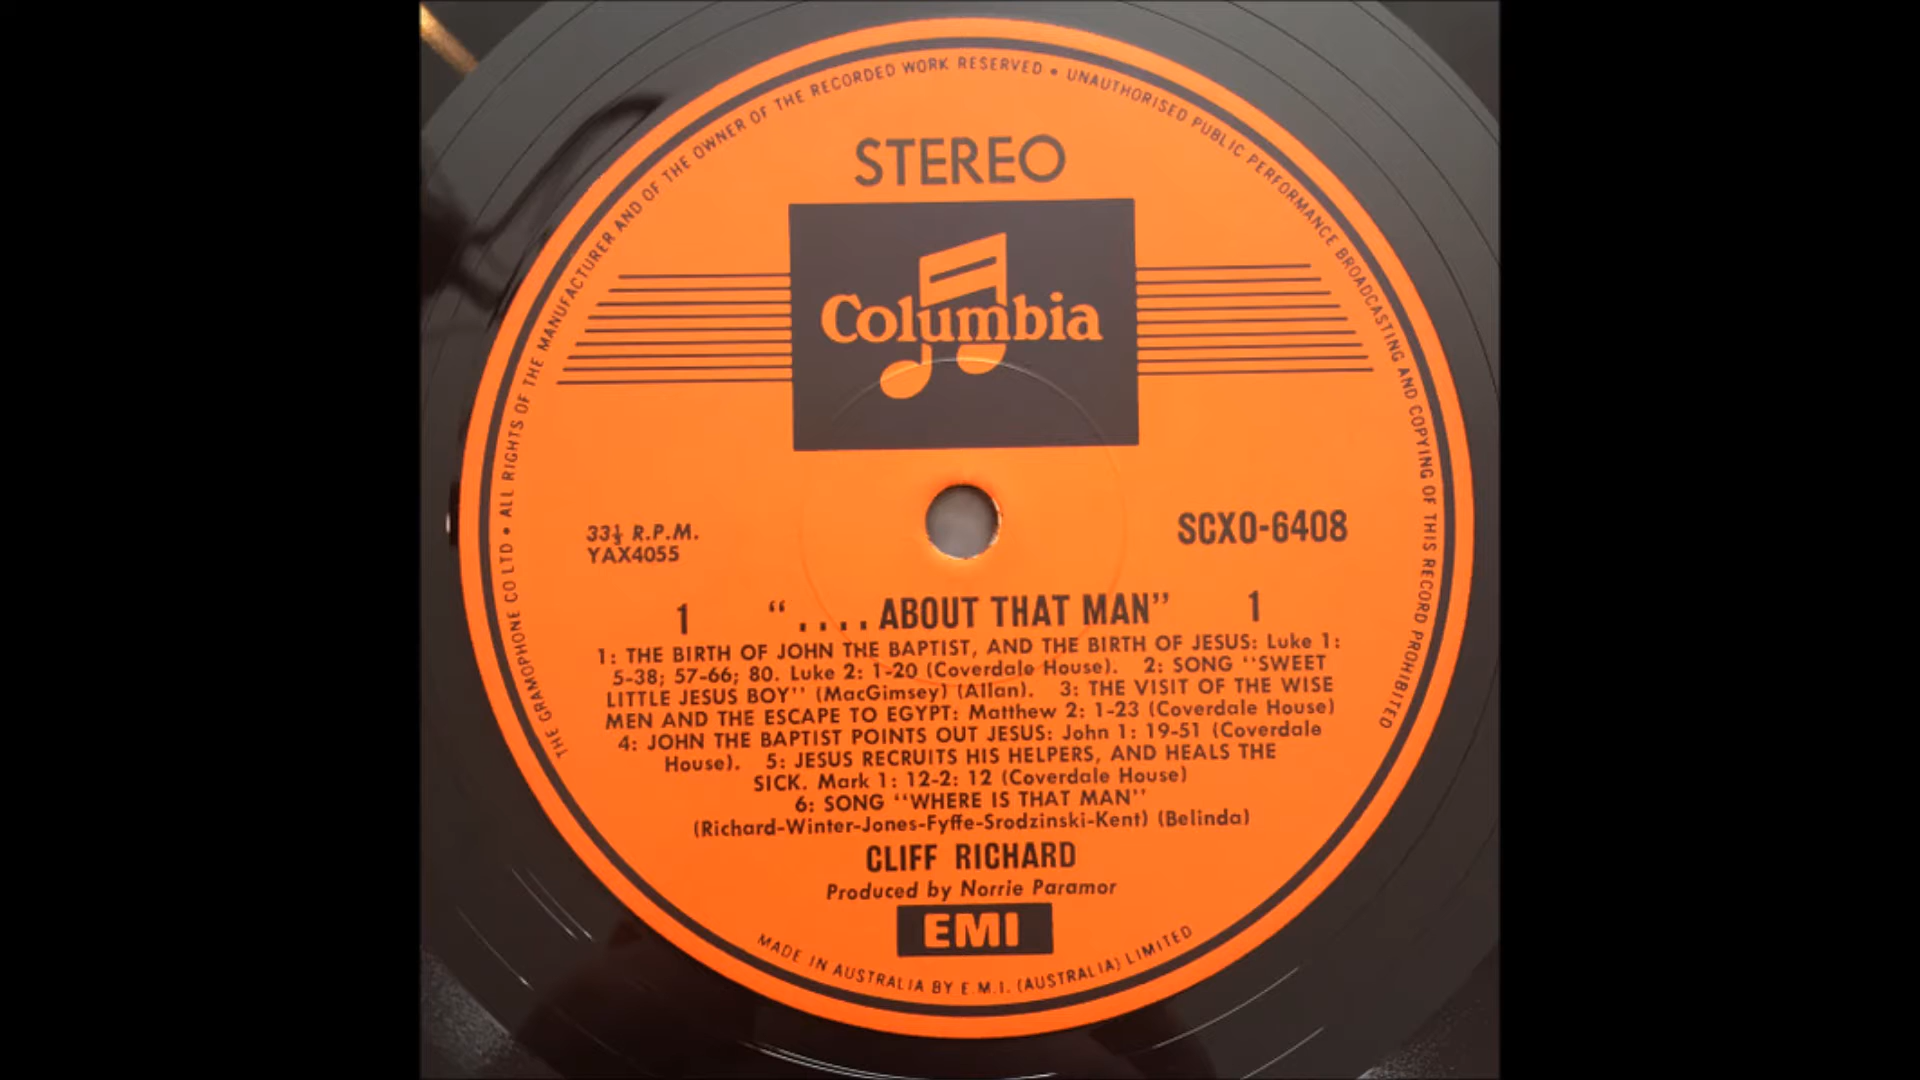 THE GRAMOPHONE CO LTD • ALL RIGHTS OF THE MANUFACTURER AND OF THE OWNER OF THE RECORDED WORK RESERVED • UNAUTHORISED PUBLIC PERFORMANCE BROADCASTING AND COPYING OF THIS RECORD PROHIBITED
STEREO
Columbia
33⅓ R.P.M.
YAX4055
SCXO-6408
1 “....ABOUT THAT MAN” 1
1: THE BIRTH OF JOHN THE BAPTIST, AND THE BIRTH OF JESUS: Luke 1:
5-38; 57-66; 80. Luke 2: 1-20 (Coverdale House). 2: SONG “SWEET
LITTLE JESUS BOY” (MacGimsey) (Allan). 3: THE VISIT OF THE WISE
MEN AND THE ESCAPE TO EGYPT: Matthew 2: 1-23 (Coverdale House)
4: JOHN THE BAPTIST POINTS OUT JESUS: John 1: 19-51 (Coverdale
House). 5: JESUS RECRUITS HIS HELPERS, AND HEALS THE
SICK. Mark 1: 12-2: 12 (Coverdale House)
6: SONG “WHERE IS THAT MAN”
(Richard-Winter-Jones-Fyffe-Srodzinski-Kent) (Belinda)
CLIFF RICHARD
Produced by Norrie Paramor
EMI
MADE IN AUSTRALIA BY E.M.I. (AUSTRALIA) LIMITED